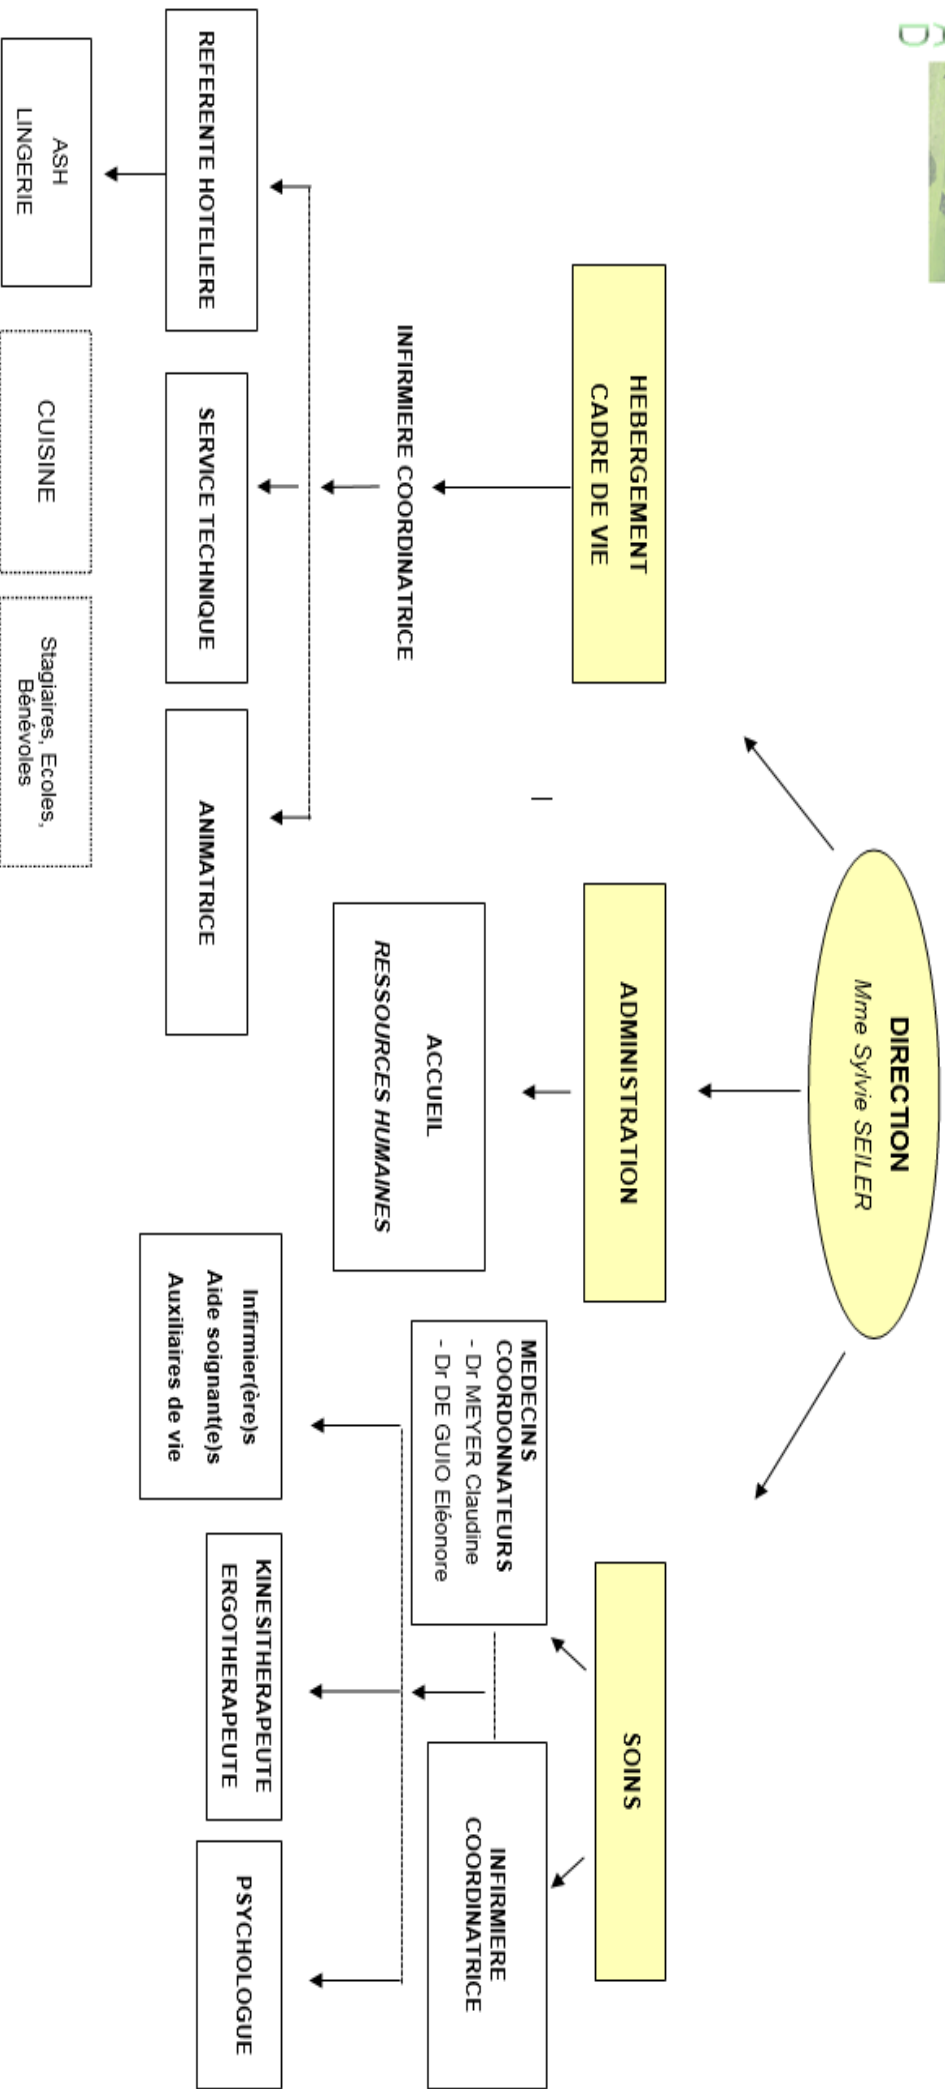 A
D
DIRECTION
Mme Sylvie SEILER
HEBERGEMENT
CADRE DE VIE
ADMINISTRATION
SOINS
INFIRMIERE COORDINATRICE
ACCUEIL
RESSOURCES HUMAINES
MEDECINS
COORDONNATEURS
- Dr MEYER Claudine
- Dr DE GUIO Eléonore
INFIRMIERE
COORDINATRICE
REFERENTE HOTELIERE
SERVICE TECHNIQUE
ANIMATRICE
Infirmier(ère)s
Aide soignant(e)s
Auxiliaires de vie
KINESITHERAPEUTE
ERGOTHERAPEUTE
PSYCHOLOGUE
ASH
LINGERIE
CUISINE
Stagiaires, Ecoles,
Bénévoles